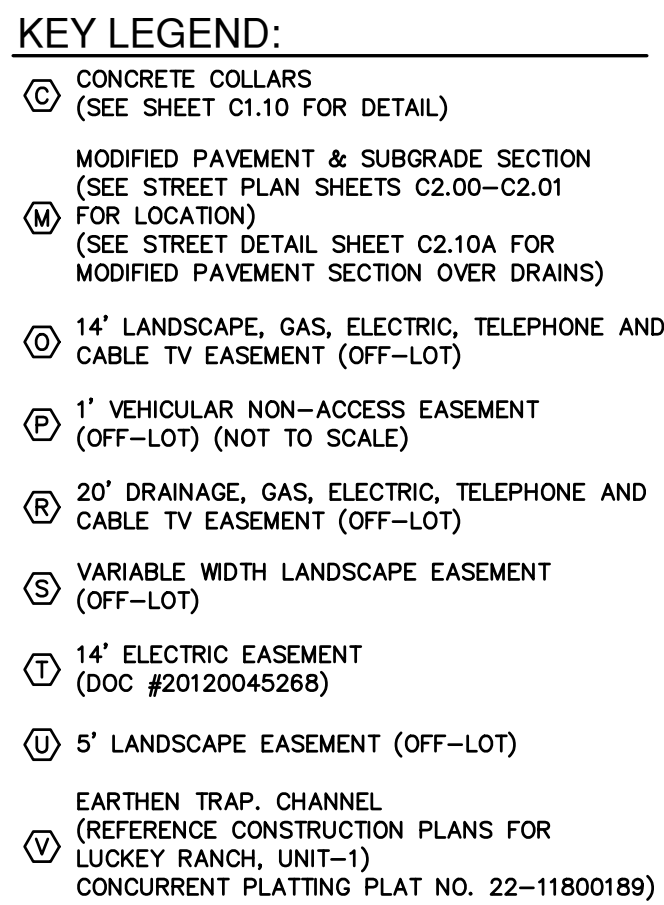 KEY LEGEND:
C CONCRETE COLLARS
(SEE SHEET C1.10 FOR DETAIL)
MODIFIED PAVEMENT & SUBGRADE SECTION
(SEE STREET PLAN SHEETS C2.00-C2.01
M FOR LOCATION)
(SEE STREET DETAIL SHEET C2.10A FOR
MODIFIED PAVEMENT SECTION OVER DRAINS)
O 14' LANDSCAPE, GAS, ELECTRIC, TELEPHONE AND
CABLE TV EASEMENT (OFF-LOT)
P 1' VEHICULAR NON-ACCESS EASEMENT
(OFF-LOT) (NOT TO SCALE)
R 20' DRAINAGE, GAS, ELECTRIC, TELEPHONE AND
CABLE TV EASEMENT (OFF-LOT)
S VARIABLE WIDTH LANDSCAPE EASEMENT
(OFF-LOT)
T 14' ELECTRIC EASEMENT
(DOC #20120045268)
U 5' LANDSCAPE EASEMENT (OFF-LOT)
EARTHEN TRAP. CHANNEL
(REFERENCE CONSTRUCTION PLANS FOR
V LUCKEY RANCH, UNIT-1)
CONCURRENT PLATTING PLAT NO. 22-11800189)